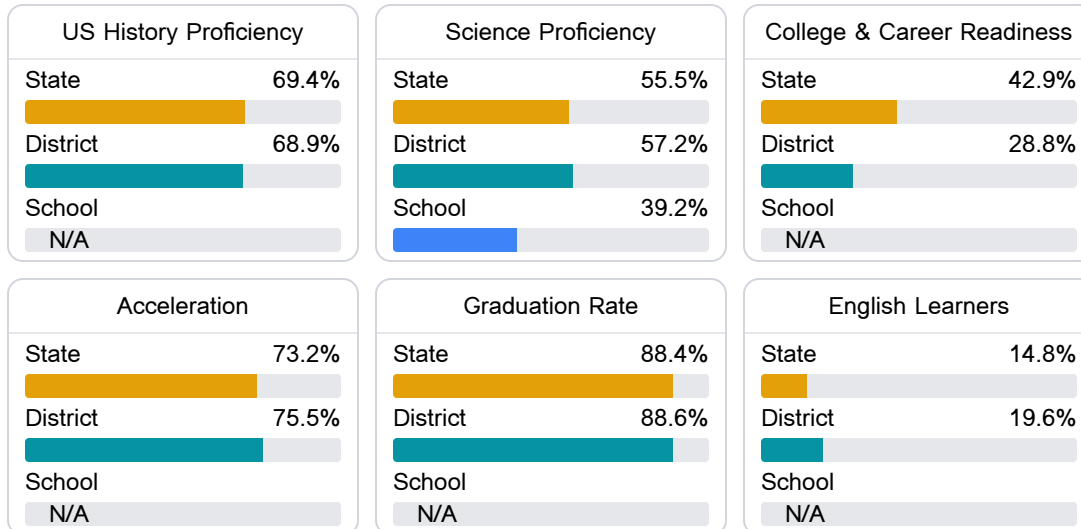 US History Proficiency
State 69.4%
District 68.9%
School
N/A
Science Proficiency
State 55.5%
District 57.2%
School 39.2%
College & Career Readiness
State 42.9%
District 28.8%
School
N/A
Acceleration
State 73.2%
District 75.5%
School
N/A
Graduation Rate
State 88.4%
District 88.6%
School
N/A
English Learners
State 14.8%
District 19.6%
School
N/A